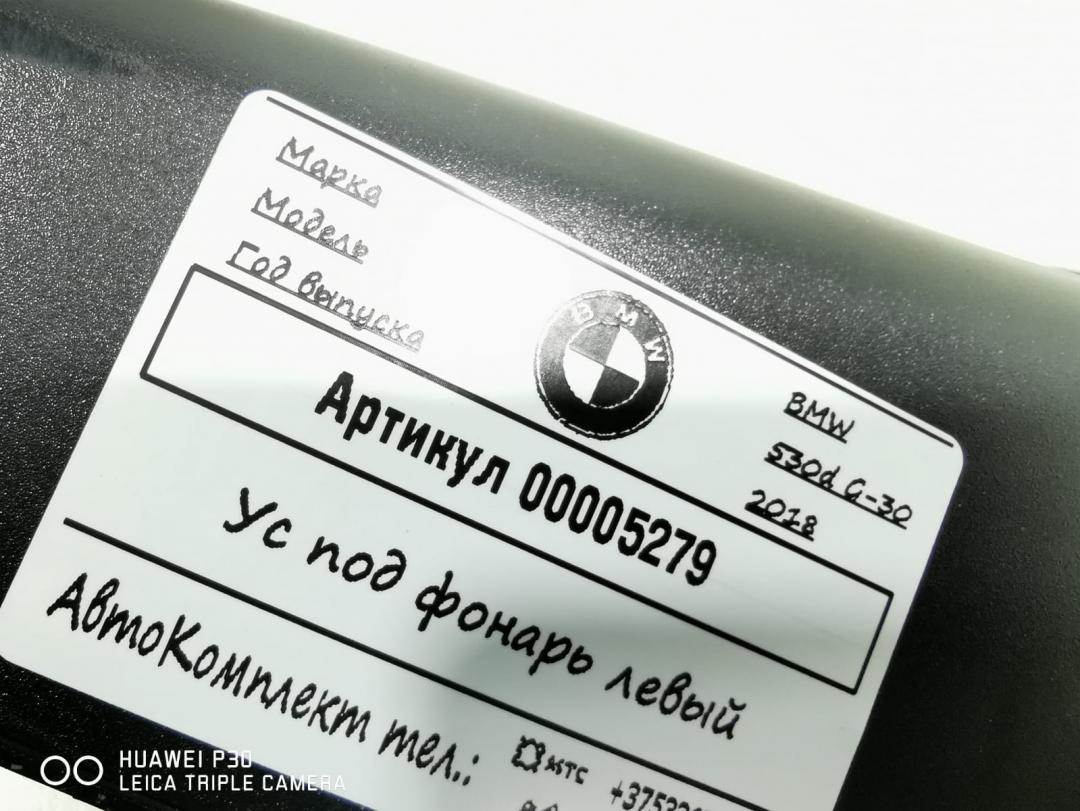 Марка BMW
Модель 530d G-30
Год выпуска 2018
BMW
Артикул 00005279
Ус под фонарь левый
АвтоКомплект тел.: мтс
HUAWEI P30
LEICA TRIPLE CAMERA